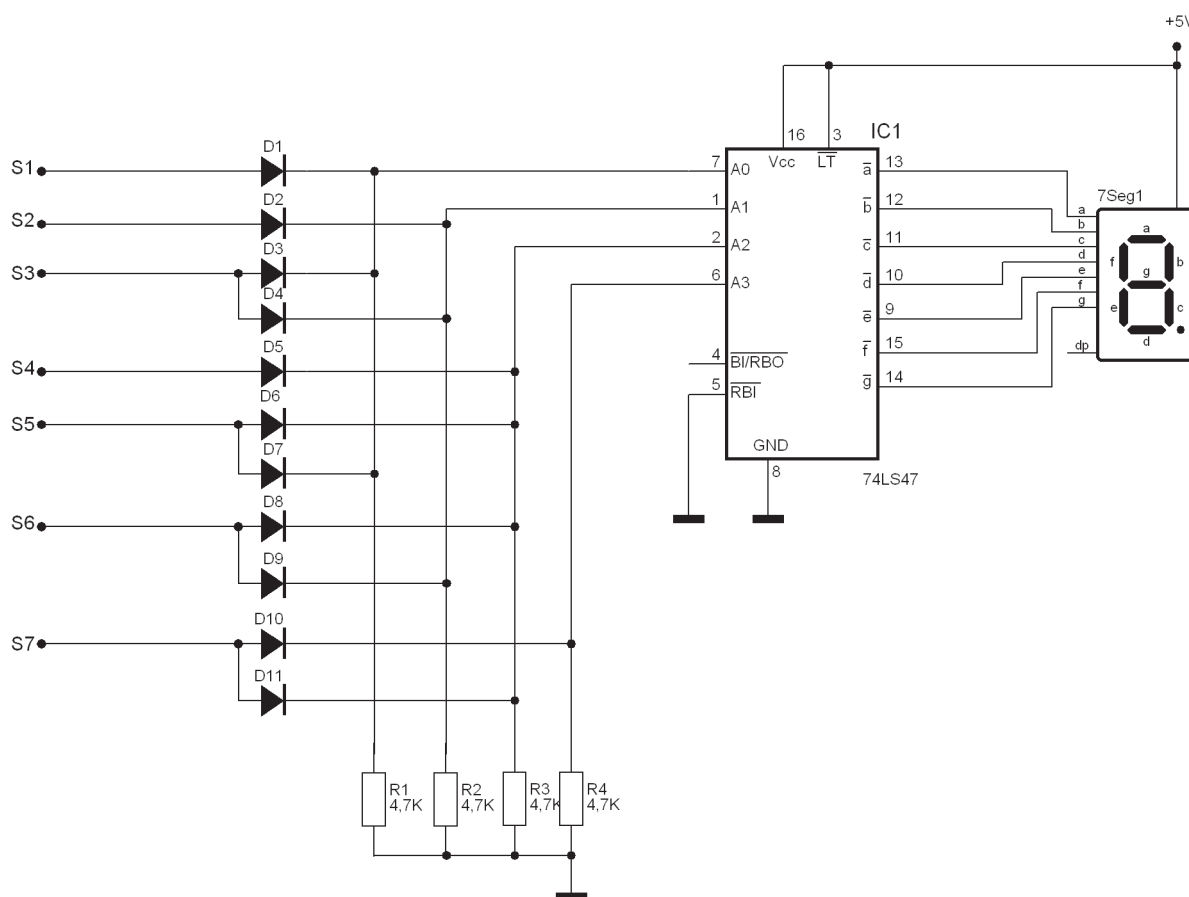 +5V
16
3
IC1
Vcc
LT
S1
D1
7
A0
a
13
S2
D2
1
A1
b
12
7Seg1
S3
D3
2
A2
c
11
D4
6
A3
d
10
e
9
S4
D5
4
BI/RBO
f
15
D6
5
RBI
g
14
S5
D7
GND
8
74LS47
S6
D8
D9
S7
D10
D11
a
b
c
d
e
f
g
dp
a
f
b
g
e
c
d
R1
4,7K
R2
4,7K
R3
4,7K
R4
4,7K